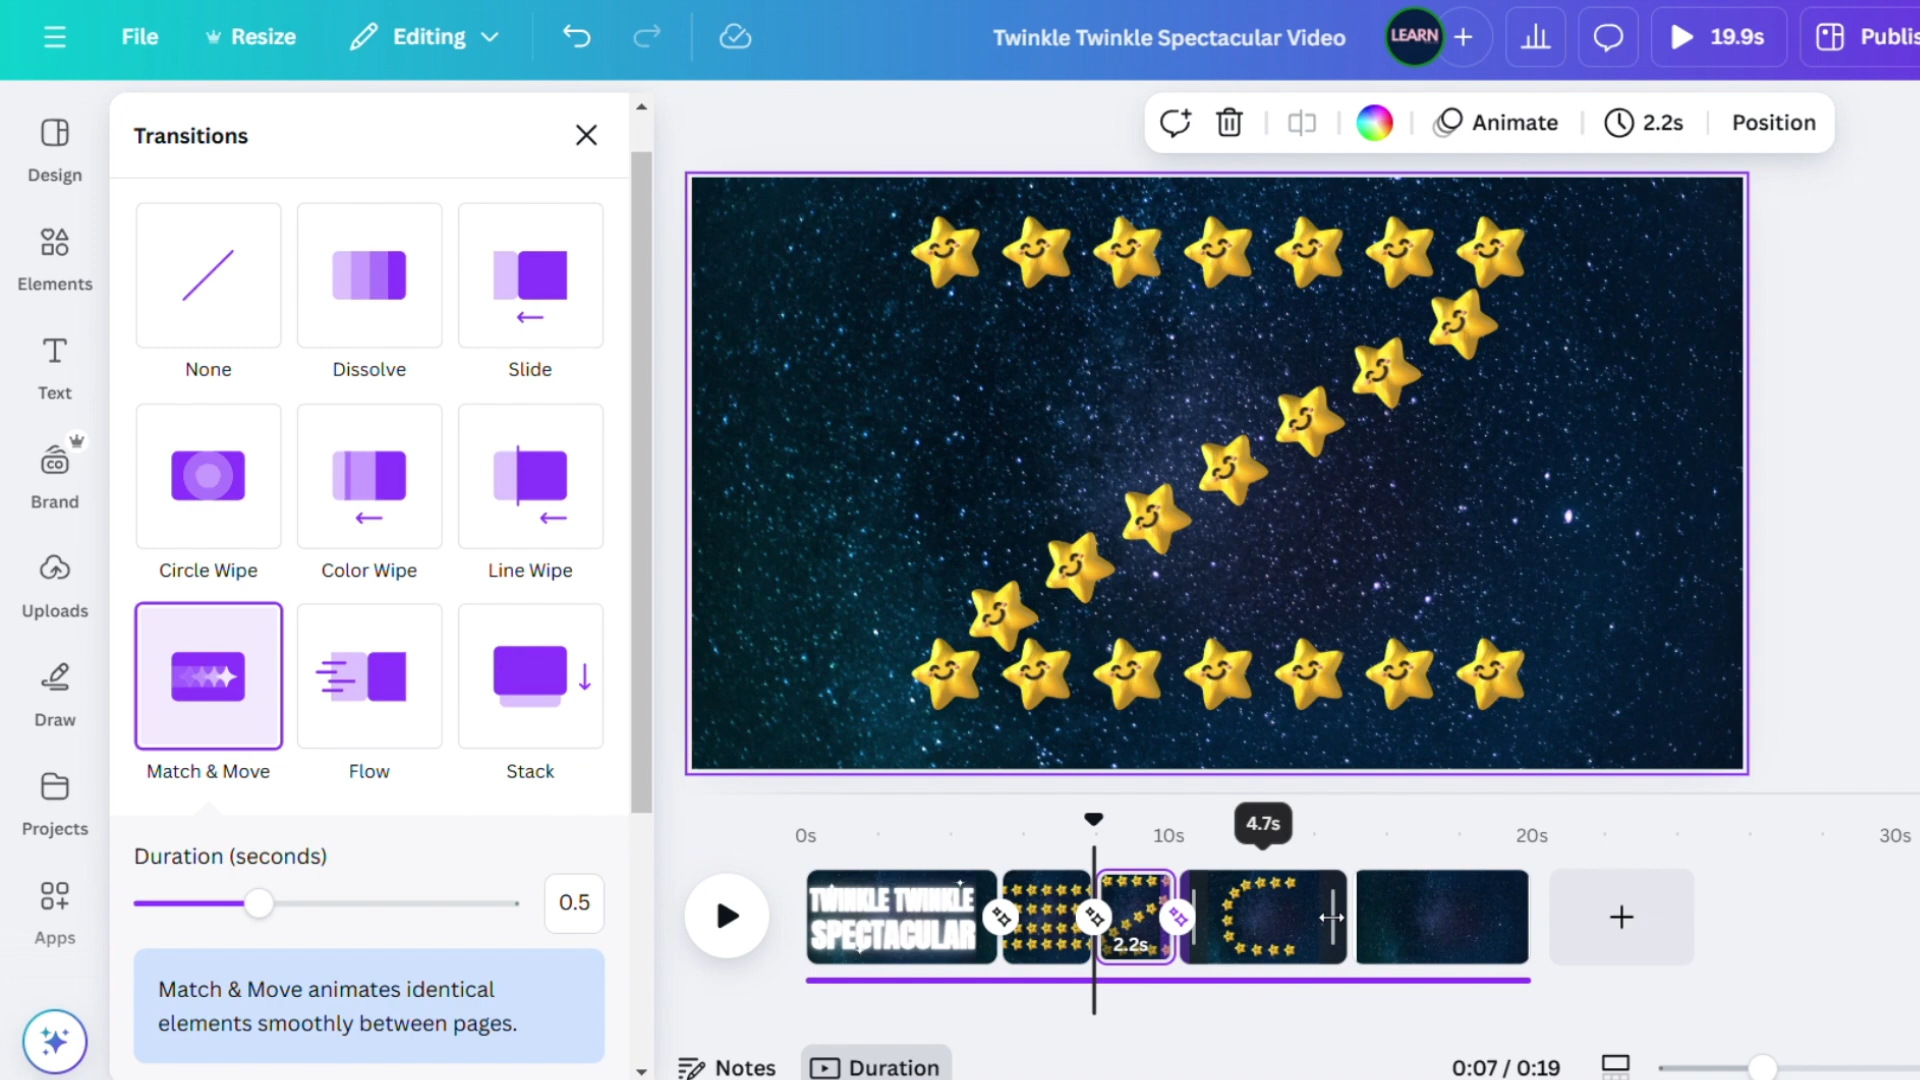 File
Resize
Editing
Twinkle Twinkle Spectacular Video
LEARN
19.9s
Publis
Design
Elements
Text
CO
Brand
Uploads
Draw
Projects
Apps
Transitions
None
Dissolve
Slide
Circle Wipe
Color Wipe
Line Wipe
Match & Move
Flow
Stack
Duration (seconds)
0.5
Match & Move animates identical
elements smoothly between pages.
Animate
2.2s
Position
0s
10s
4.7s
20s
30s
TWINKLE TWINKLE
SPECTACULAR
2.2s
Notes
Duration
0:07 / 0:19